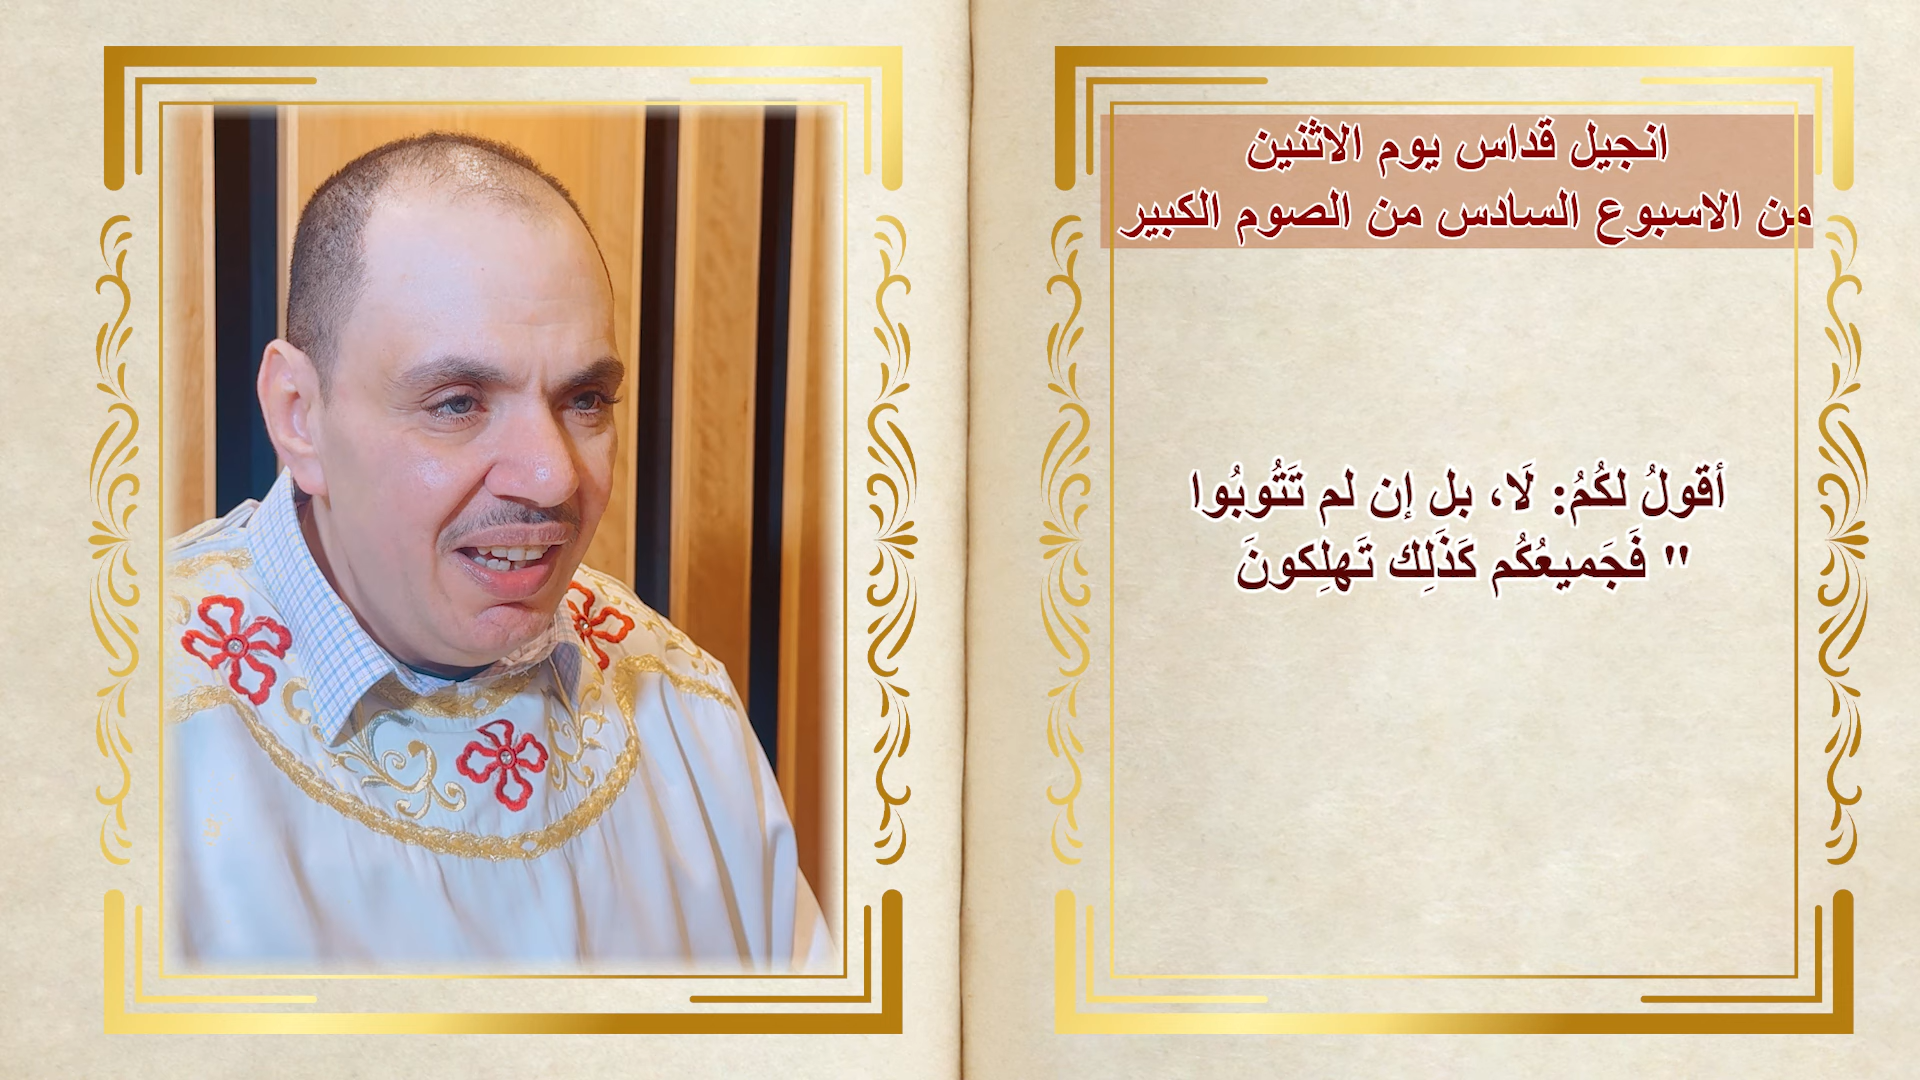 انجيل قداس يوم الاثنين
من الاسبوع السادس من الصوم الكبير
أقولُ لكُمُ: لَا، بل إن لم تَتُوبُوا
" فَجَميعُكُم كَذَلِك تَهلِكونَ